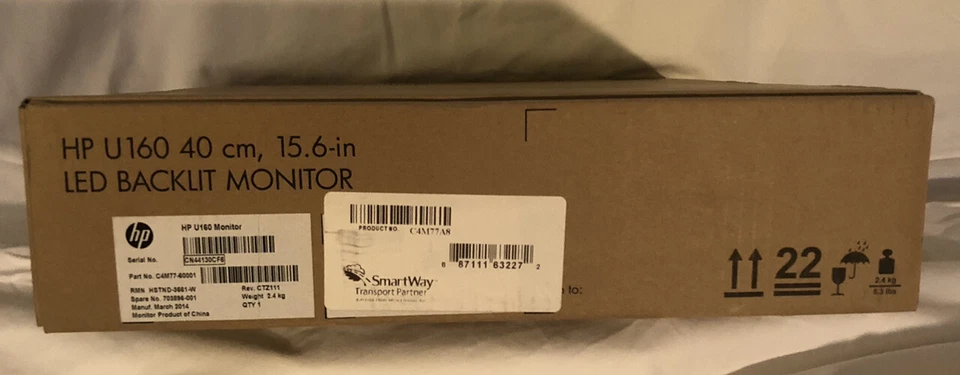 HP U160 40 cm, 15.6-in
LED BACKLIT MONITOR
hp
HP U160 Monitor
Serial No.
CN44130CF6
Part No. C4M77-60001
RMN HSTND-3681-W
Rev. CTZ111
Spare No. 703896-001
Weight 2.4 kg
Manuf. March 2014
QTY 1
Monitor Product of China
PRODUCT NO. C4M77A8
6 87111 63227 2
SmartWay
Transport Partner
to:
22
2.4 kg
5.3 lbs